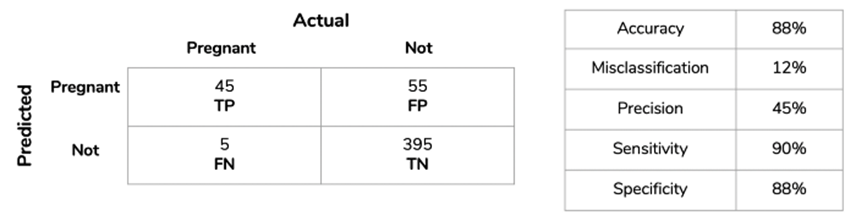 Actual
Pregnant Not
Predicted
Pregnant 45 55
TP FP
Not 5 395
FN TN
Accuracy 88%
Misclassification 12%
Precision 45%
Sensitivity 90%
Specificity 88%